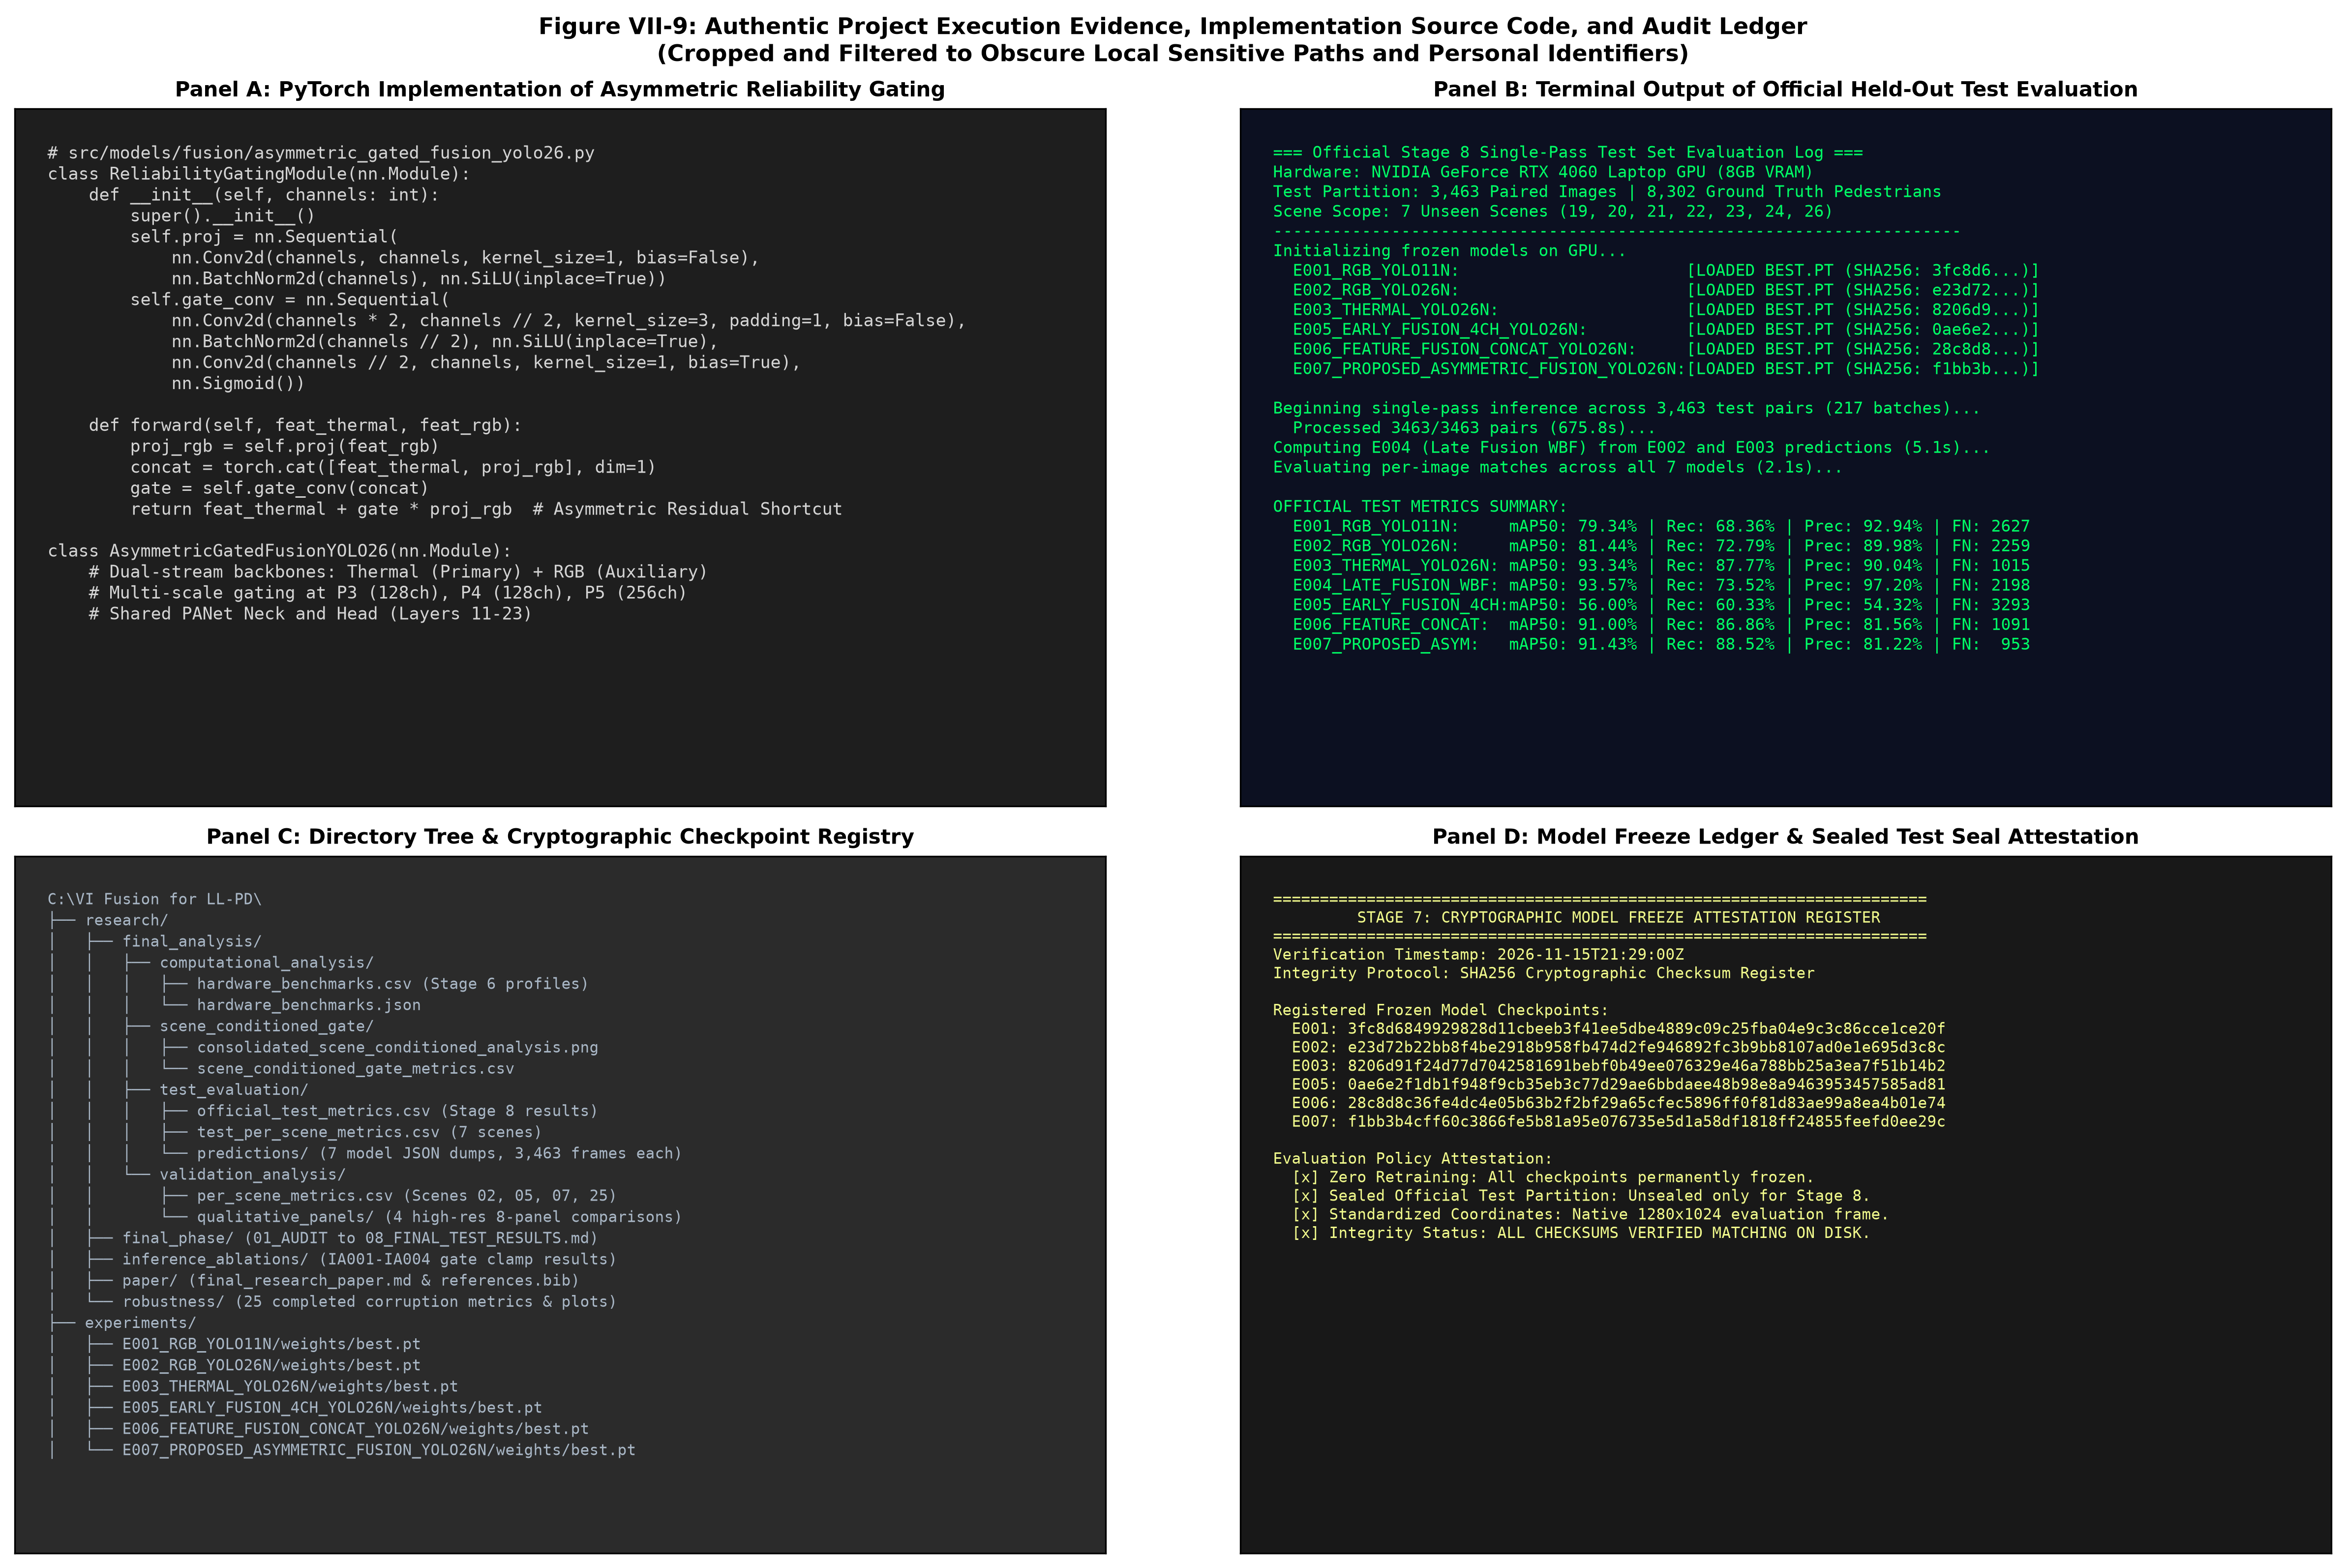 Figure VII-9: Authentic Project Execution Evidence, Implementation Source Code, and Audit Ledger
(Cropped and Filtered to Obscure Local Sensitive Paths and Personal Identifiers)
Panel A: PyTorch Implementation of Asymmetric Reliability Gating
# src/models/fusion/asymmetric_gated_fusion_yolo26.py
class ReliabilityGatingModule(nn.Module):
    def __init__(self, channels: int):
        super().__init__()
        self.proj = nn.Sequential(
            nn.Conv2d(channels, channels, kernel_size=1, bias=False),
            nn.BatchNorm2d(channels), nn.SiLU(inplace=True))
        self.gate_conv = nn.Sequential(
            nn.Conv2d(channels * 2, channels // 2, kernel_size=3, padding=1, bias=False),
            nn.BatchNorm2d(channels // 2), nn.SiLU(inplace=True),
            nn.Conv2d(channels // 2, channels, kernel_size=1, bias=True),
            nn.Sigmoid())
    def forward(self, feat_thermal, feat_rgb):
        proj_rgb = self.proj(feat_rgb)
        concat = torch.cat([feat_thermal, proj_rgb], dim=1)
        gate = self.gate_conv(concat)
        return feat_thermal + gate * proj_rgb  # Asymmetric Residual Shortcut
class AsymmetricGatedFusionYOLO26(nn.Module):
    # Dual-stream backbones: Thermal (Primary) + RGB (Auxiliary)
    # Multi-scale gating at P3 (128ch), P4 (128ch), P5 (256ch)
    # Shared PANet Neck and Head (Layers 11-23)
Panel B: Terminal Output of Official Held-Out Test Evaluation
=== Official Stage 8 Single-Pass Test Set Evaluation Log ===
Hardware: NVIDIA GeForce RTX 4060 Laptop GPU (8GB VRAM)
Test Partition: 3,463 Paired Images | 8,302 Ground Truth Pedestrians
Scene Scope: 7 Unseen Scenes (19, 20, 21, 22, 23, 24, 26)
----------------------------------------------------------------------
Initializing frozen models on GPU...
  E001_RGB_YOLO11N:                       [LOADED BEST.PT (SHA256: 3fc8d6...)]
  E002_RGB_YOLO26N:                       [LOADED BEST.PT (SHA256: e23d72...)]
  E003_THERMAL_YOLO26N:                   [LOADED BEST.PT (SHA256: 8206d9...)]
  E005_EARLY_FUSION_4CH_YOLO26N:          [LOADED BEST.PT (SHA256: 0ae6e2...)]
  E006_FEATURE_FUSION_CONCAT_YOLO26N:     [LOADED BEST.PT (SHA256: 28c8d8...)]
  E007_PROPOSED_ASYMMETRIC_FUSION_YOLO26N:[LOADED BEST.PT (SHA256: f1bb3b...)]
Beginning single-pass inference across 3,463 test pairs (217 batches)...
  Processed 3463/3463 pairs (675.8s)...
Computing E004 (Late Fusion WBF) from E002 and E003 predictions (5.1s)...
Evaluating per-image matches across all 7 models (2.1s)...
OFFICIAL TEST METRICS SUMMARY:
  E001_RGB_YOLO11N:     mAP50: 79.34% | Rec: 68.36% | Prec: 92.94% | FN: 2627
  E002_RGB_YOLO26N:     mAP50: 81.44% | Rec: 72.79% | Prec: 89.98% | FN: 2259
  E003_THERMAL_YOLO26N: mAP50: 93.34% | Rec: 87.77% | Prec: 90.04% | FN: 1015
  E004_LATE_FUSION_WBF: mAP50: 93.57% | Rec: 73.52% | Prec: 97.20% | FN: 2198
  E005_EARLY_FUSION_4CH:mAP50: 56.00% | Rec: 60.33% | Prec: 54.32% | FN: 3293
  E006_FEATURE_CONCAT:  mAP50: 91.00% | Rec: 86.86% | Prec: 81.56% | FN: 1091
  E007_PROPOSED_ASYM:   mAP50: 91.43% | Rec: 88.52% | Prec: 81.22% | FN:  953
Panel C: Directory Tree & Cryptographic Checkpoint Registry
C:\VI Fusion for LL-PD\
├── research/
│   ├── final_analysis/
│   │   ├── computational_analysis/
│   │   │   ├── hardware_benchmarks.csv (Stage 6 profiles)
│   │   │   └── hardware_benchmarks.json
│   │   ├── scene_conditioned_gate/
│   │   │   ├── consolidated_scene_conditioned_analysis.png
│   │   │   └── scene_conditioned_gate_metrics.csv
│   │   ├── test_evaluation/
│   │   │   ├── official_test_metrics.csv (Stage 8 results)
│   │   │   ├── test_per_scene_metrics.csv (7 scenes)
│   │   │   └── predictions/ (7 model JSON dumps, 3,463 frames each)
│   │   └── validation_analysis/
│   │       ├── per_scene_metrics.csv (Scenes 02, 05, 07, 25)
│   │       └── qualitative_panels/ (4 high-res 8-panel comparisons)
│   ├── final_phase/ (01_AUDIT to 08_FINAL_TEST_RESULTS.md)
│   ├── inference_ablations/ (IA001-IA004 gate clamp results)
│   ├── paper/ (final_research_paper.md & references.bib)
│   └── robustness/ (25 completed corruption metrics & plots)
├── experiments/
│   ├── E001_RGB_YOLO11N/weights/best.pt
│   ├── E002_RGB_YOLO26N/weights/best.pt
│   ├── E003_THERMAL_YOLO26N/weights/best.pt
│   ├── E005_EARLY_FUSION_4CH_YOLO26N/weights/best.pt
│   ├── E006_FEATURE_FUSION_CONCAT_YOLO26N/weights/best.pt
│   └── E007_PROPOSED_ASYMMETRIC_FUSION_YOLO26N/weights/best.pt
Panel D: Model Freeze Ledger & Sealed Test Seal Attestation
======================================================================
         STAGE 7: CRYPTOGRAPHIC MODEL FREEZE ATTESTATION REGISTER
======================================================================
Verification Timestamp: 2026-11-15T21:29:00Z
Integrity Protocol: SHA256 Cryptographic Checksum Register
Registered Frozen Model Checkpoints:
  E001: 3fc8d6849929828d11cbeeb3f41ee5dbe4889c09c25fba04e9c3c86cce1ce20f
  E002: e23d72b22bb8f4be2918b958fb474d2fe946892fc3b9bb8107ad0e1e695d3c8c
  E003: 8206d91f24d77d7042581691bebf0b49ee076329e46a788bb25a3ea7f51b14b2
  E005: 0ae6e2f1db1f948f9cb35eb3c77d29ae6bbdaee48b98e8a9463953457585ad81
  E006: 28c8d8c36fe4dc4e05b63b2f2bf29a65cfec5896ff0f81d83ae99a8ea4b01e74
  E007: f1bb3b4cff60c3866fe5b81a95e076735e5d1a58df1818ff24855feefd0ee29c
Evaluation Policy Attestation:
  [x] Zero Retraining: All checkpoints permanently frozen.
  [x] Sealed Official Test Partition: Unsealed only for Stage 8.
  [x] Standardized Coordinates: Native 1280x1024 evaluation frame.
  [x] Integrity Status: ALL CHECKSUMS VERIFIED MATCHING ON DISK.